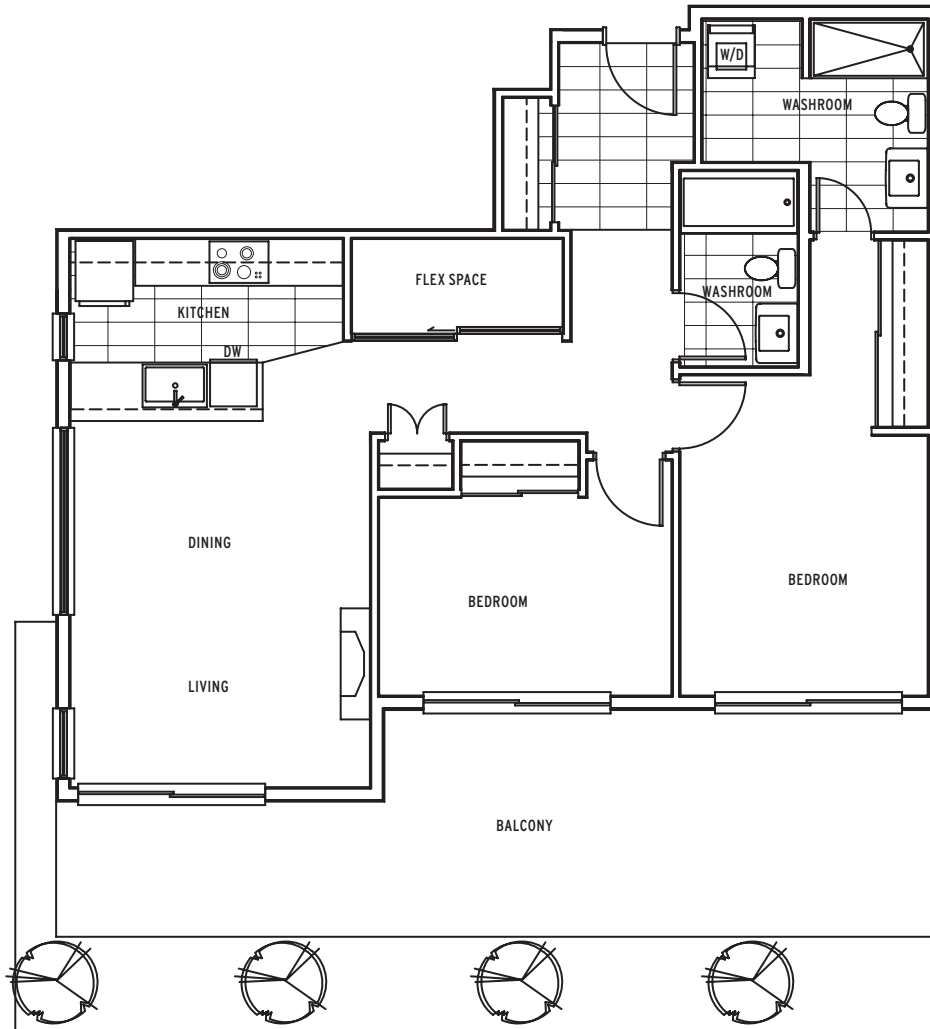 W/D
WASHROOM
FLEX SPACE
WASHROOM
KITCHEN
DW
DINING
BEDROOM
BEDROOM
LIVING
BALCONY